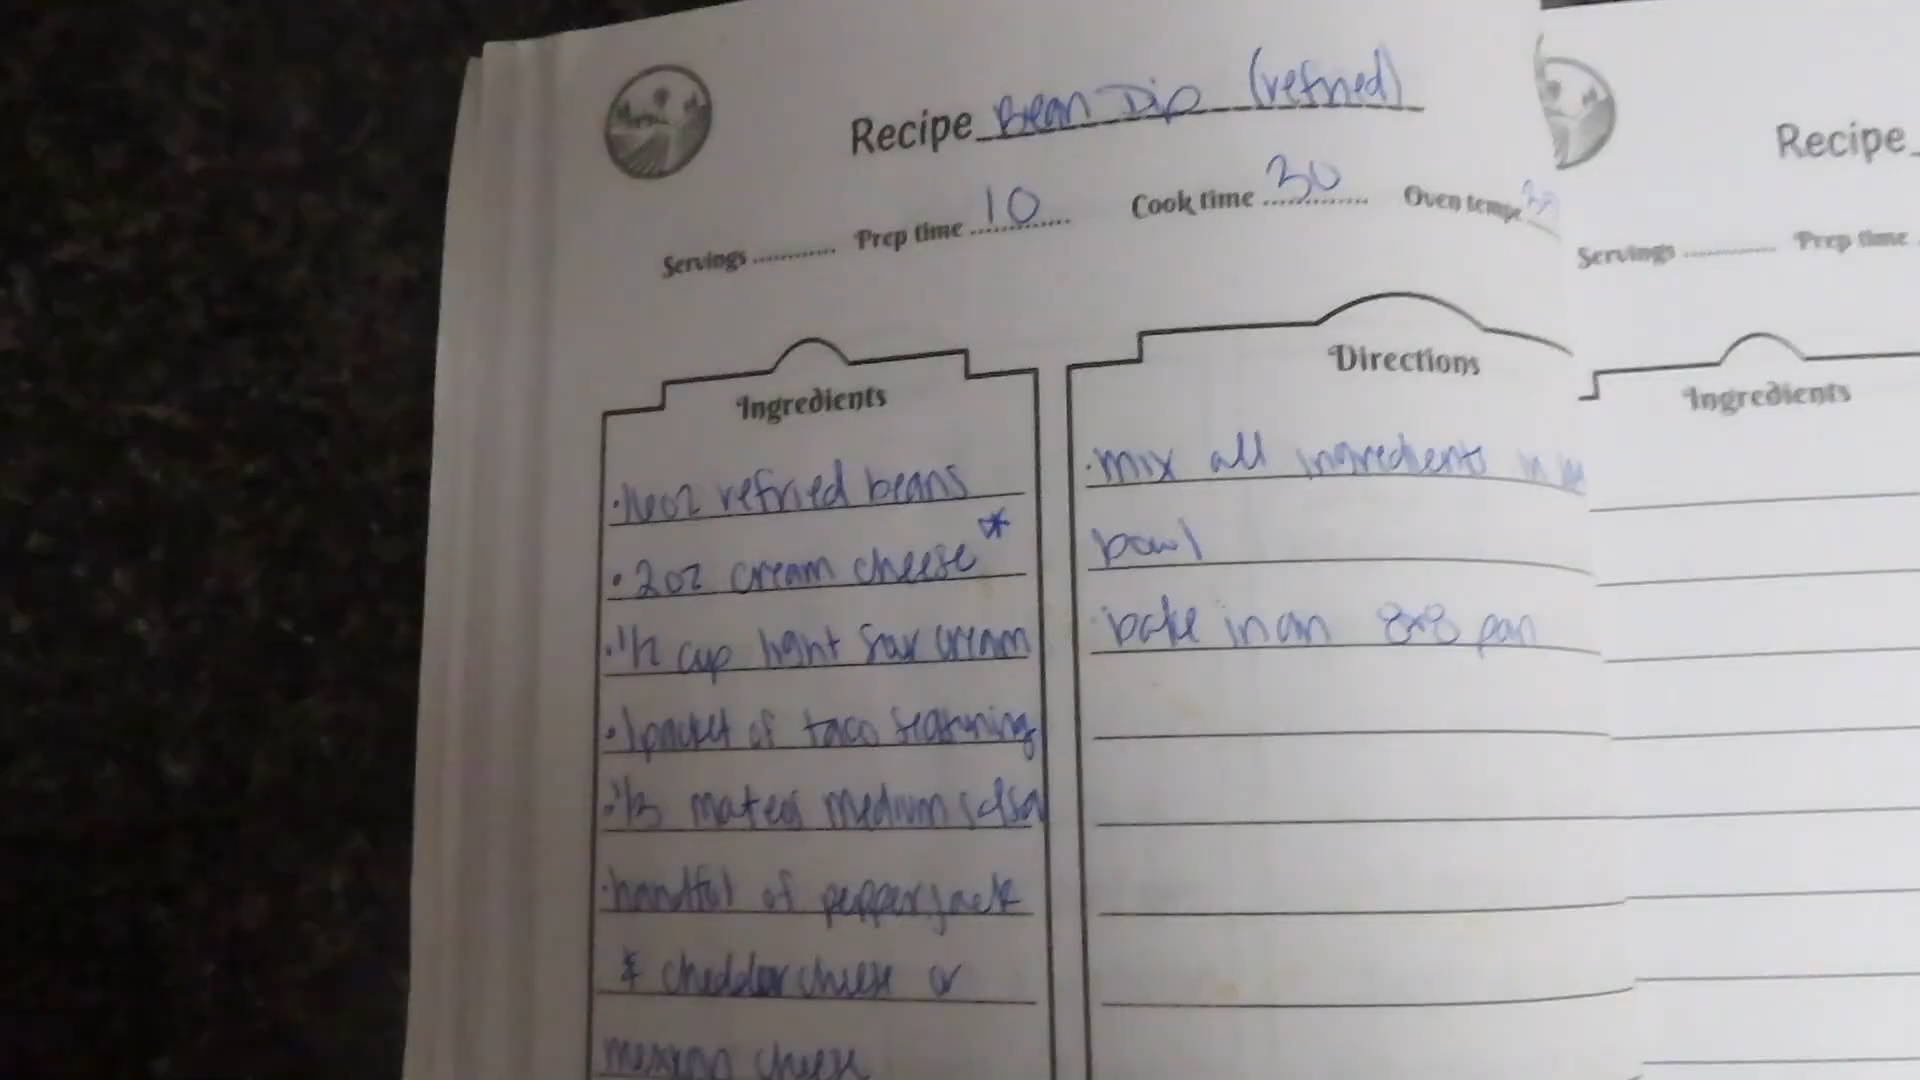 Recipe Bean Dip (refried)
Servings Prep time 10 Cook time 30 Oven temp
Ingredients
· 16oz refried beans
· 2oz cream cheese *
· 1/2 cup light sour cream
· 1 packet of taco seasoning
· 1/3 mateos medium salsa
· handful of pepperjack
& cheddar cheese or
mexican cheese
Directions
· mix all ingredients in
bowl
· bake in an 8x8 pan
Recipe
Servings Prep time
Ingredients